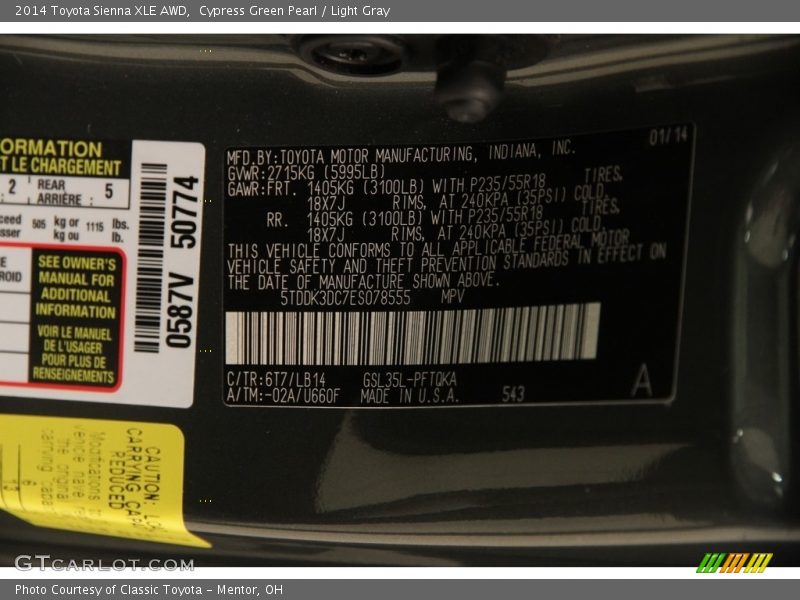 2014 Toyota Sienna XLE AWD, Cypress Green Pearl / Light Gray
ORMATION
T LE CHARGEMENT
2 REAR ARRIÈRE : 5
505 kg or 1115 lbs.
kg ou lb.
SEE OWNER'S
MANUAL FOR
ADDITIONAL
INFORMATION
VOIR LE MANUEL
DE L'USAGER
POUR PLUS DE
RENSEIGNEMENTS
0587V 50774
01/14
MFD.BY:TOYOTA MOTOR MANUFACTURING, INDIANA, INC.
GVWR:2715KG (5995LB)
GAWR:FRT. 1405KG (3100LB) WITH P235/55R18 TIRES,
18X7J RIMS, AT 240KPA (35PSI) COLD.
RR. 1405KG (3100LB) WITH P235/55R18 TIRES,
18X7J RIMS, AT 240KPA (35PSI) COLD.
THIS VEHICLE CONFORMS TO ALL APPLICABLE FEDERAL MOTOR
VEHICLE SAFETY AND THEFT PREVENTION STANDARDS IN EFFECT ON
THE DATE OF MANUFACTURE SHOWN ABOVE.
5TDDK3DC7ES078555 MPV
C/TR:6T7/LB14 GSL35L-PFTQKA
A/TM:-02A/U660F MADE IN U.S.A. 543
A
CAUTION:
CARRYING CA
REDUCED
Modifications
vehicle have
the original
carrying
GTCARLOT.COM
Photo Courtesy of Classic Toyota - Mentor, OH